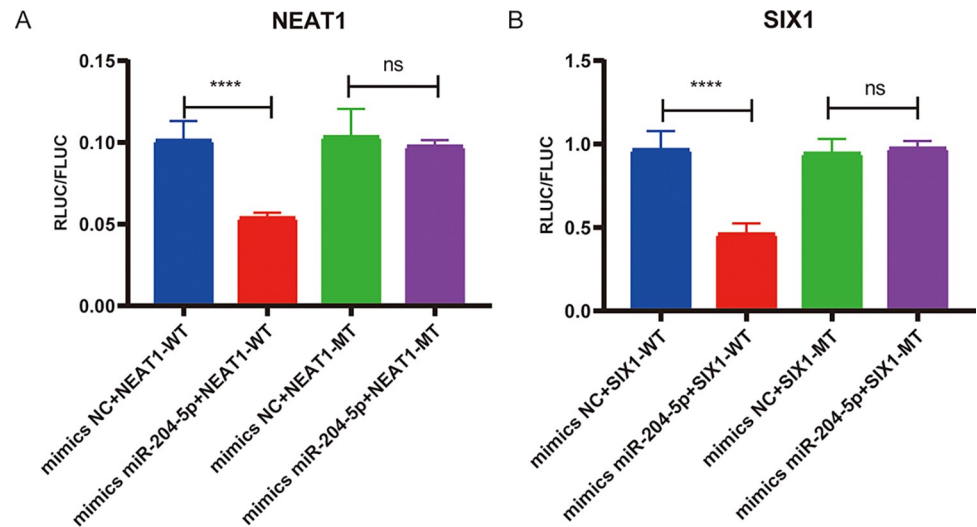 A
NEAT1
RLUC/FLUC
0.15
0.10
0.05
0.00
****
ns
mimics NC+NEAT1-WT
mimics miR-204-5p+NEAT1-WT
mimics NC+NEAT1-MT
mimics miR-204-5p+NEAT1-MT
B
SIX1
RLUC/FLUC
1.5
1.0
0.5
0.0
****
ns
mimics NC+SIX1-WT
mimics miR-204-5p+SIX1-WT
mimics NC+SIX1-MT
mimics miR-204-5p+SIX1-MT